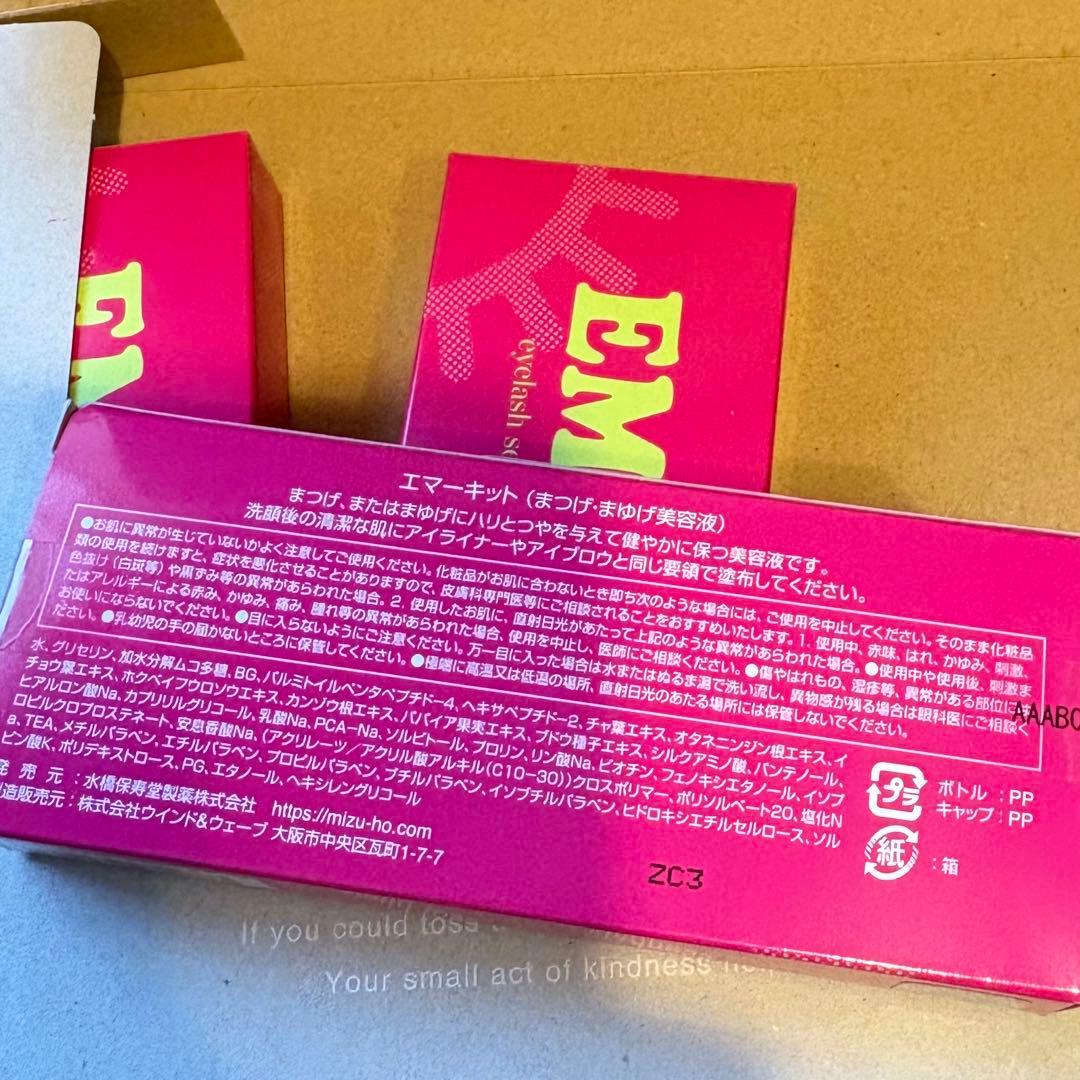 EM
EM
eyelash se
エマーキット（まつげ・まゆげ美容液）
まつげ、またはまゆげにハリとつやを与えて健やかに保つ美容液です。
洗顔後の清潔な肌にアイライナーやアイブロウと同じ要領で塗布してください。
●お肌に異常が生じていないかよく注意してご使用ください。化粧品がお肌に合わないとき即ち次のような場合には、ご使用を中止してください。そのまま化粧品
類の使用を続けますと、症状を悪化させることがありますので、皮膚科専門医等にご相談されることをおすすめいたします。1. 使用中、赤味、はれ、かゆみ、刺激、
色抜け（白斑等）や黒ずみ等の異常があらわれた場合。2. 使用したお肌に、直射日光があたって上記のような異常があらわれた場合。●使用中や使用後、刺激ま
たはアレルギーによる赤み、かゆみ、痛み、腫れ等の異常があらわれた場合、使用を中止し、医師にご相談ください。●傷やはれもの、湿疹等、異常がある部位には
お使いにならないでください。●目に入らないようにご注意ください。万一目に入った場合は水またはぬるま湯で洗い流し、異物感が残る場合は眼科医にご相談く
ださい。●乳幼児の手の届かないところに保管してください。●極端に高温又は低温の場所、直射日光のあたる場所には保管しないでください。
水、グリセリン、加水分解ムコ多糖、BG、パルミトイルペンタペプチド-4、ヘキサペプチド-2、チャ葉エキス、オタネニンジン根エキス、イ
チョウ葉エキス、ホクベイフウロソウエキス、カンゾウ根エキス、パパイア果実エキス、ブドウ種子エキス、シルクアミノ酸、パンテノール、
ヒアルロン酸Na、カプリリルグリコール、乳酸Na、PCA-Na、ソルビトール、プロリン、リン酸Na、ビオチン、フェノキシエタノール、イソプ
ロピルクロプロステネート、安息香酸Na、（アクリレーツ／アクリル酸アルキル（C10-30））クロスポリマー、ポリソルベート20、塩化N
a、TEA、メチルパラベン、エチルパラベン、プロピルパラベン、ブチルパラベン、イソブチルパラベン、ヒドロキシエチルセルロース、ソル
ビン酸K、ポリデキストロース、PG、エタノール、ヘキシレングリコール
発 売 元 : 水橋保寿堂製薬株式会社 https://mizu-ho.com
造販売元 : 株式会社ウインド&ウェーブ 大阪市中央区瓦町1-7-7
AAABC
プラ
ボトル : PP
キャップ : PP
紙 : 箱
ZC3
If you could toss
Your small act of kindness